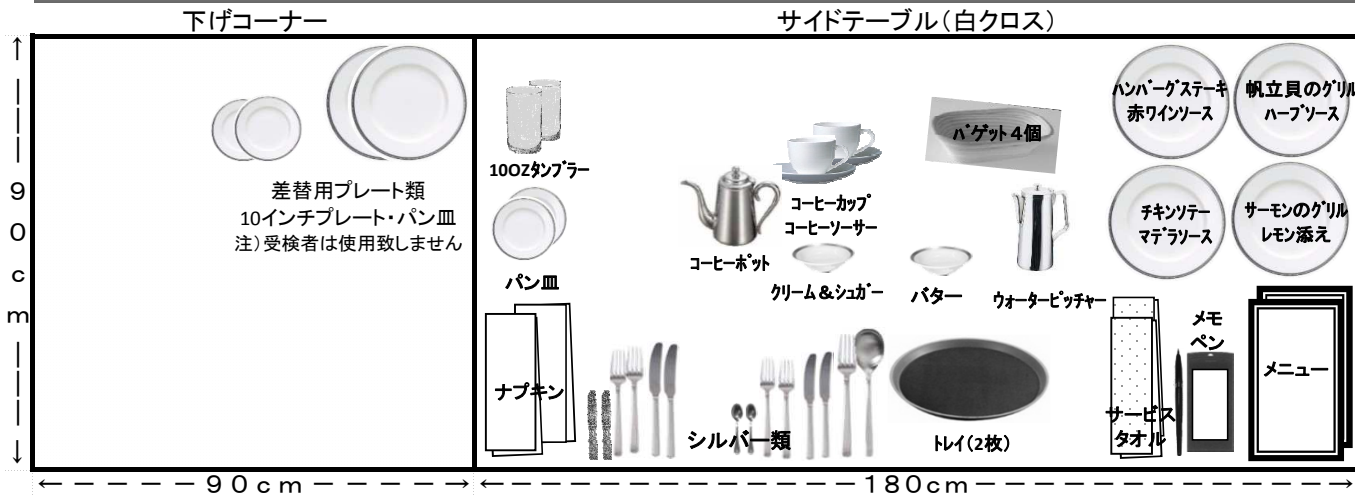 下げコーナー
サイドテーブル(白クロス)
90cm
差替用プレート類
10インチプレート・パン皿
注)受検者は使用致しません
10OZタンブラー
パン皿
ナプキン
コーヒーポット
コーヒーカップ
コーヒーソーサー
クリーム&シュガー
バゲット4個
バター
ウォーターピッチャー
ハンバーグステーキ
赤ワインソース
帆立貝のグリル
ハーブソース
チキンソテー
マデラソース
サーモンのグリル
レモン添え
シルバー類
トレイ(2枚)
サービス
タオル
メモ
ペン
メニュー
90cm
180cm